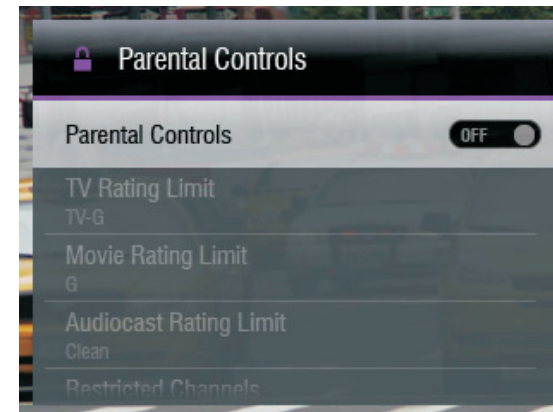 Parental Controls
Parental Controls OFF
TV Rating Limit
TV-G
Movie Rating Limit
G
Audiocast Rating Limit
Clean
Restricted Channels